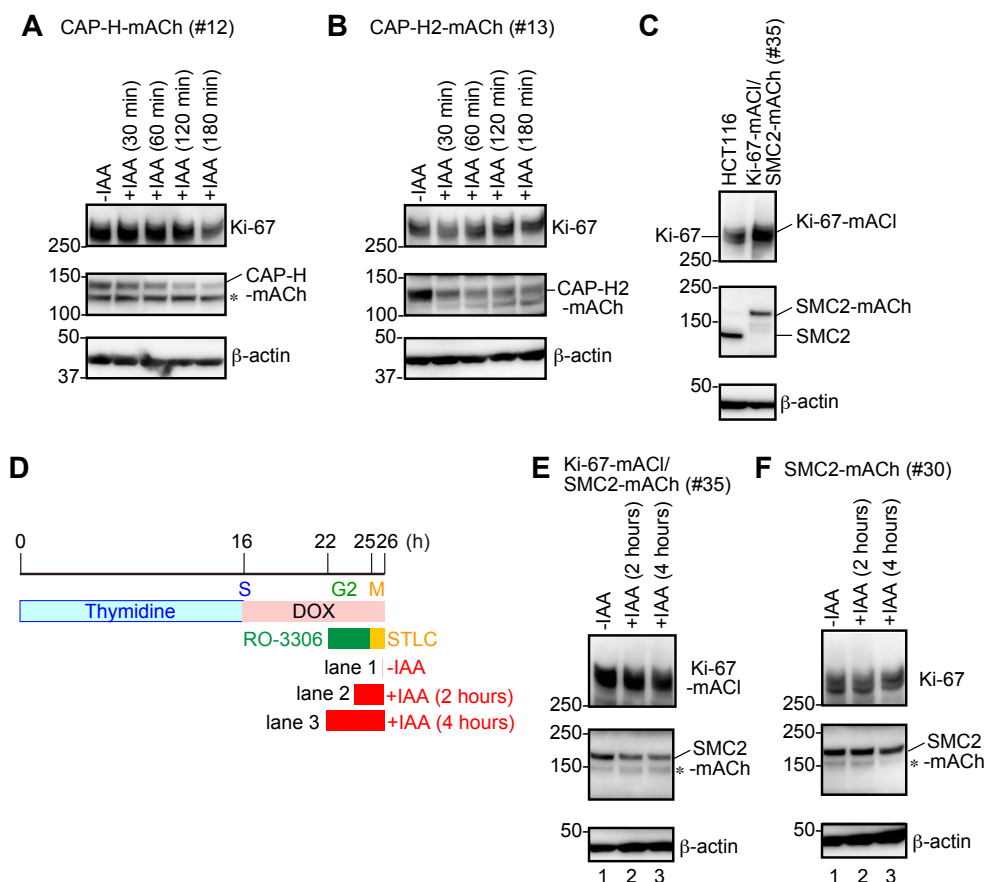 A CAP-H-mACh (#12)
-IAA
+IAA (30 min)
+IAA (60 min)
+IAA (120 min)
+IAA (180 min)
Ki-67
250
150
CAP-H
* -mACh
100
50
β-actin
37
B CAP-H2-mACh (#13)
-IAA
+IAA (30 min)
+IAA (60 min)
+IAA (120 min)
+IAA (180 min)
Ki-67
250
150
CAP-H2
-mACh
100
50
β-actin
37
C
HCT116
Ki-67-mACl/
SMC2-mACh (#35)
Ki-67
Ki-67-mACl
250
250
SMC2-mACh
150
SMC2
50
β-actin
D
0 16 22 25 26 (h)
S G2 M
Thymidine DOX
RO-3306 STLC
lane 1 -IAA
lane 2 +IAA (2 hours)
lane 3 +IAA (4 hours)
E Ki-67-mACl/
SMC2-mACh (#35)
-IAA
+IAA (2 hours)
+IAA (4 hours)
Ki-67
-mACl
250
250
SMC2
* -mACh
150
50
β-actin
1 2 3
F SMC2-mACh (#30)
-IAA
+IAA (2 hours)
+IAA (4 hours)
Ki-67
250
250
SMC2
* -mACh
150
50
β-actin
1 2 3